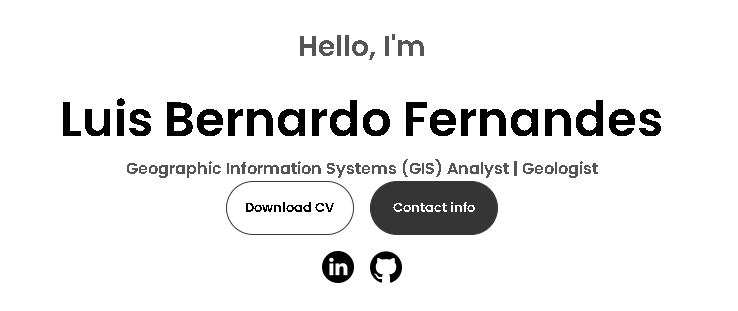 Hello, I'm
Luis Bernardo Fernandes
Geographic Information Systems (GIS) Analyst | Geologist
Download CV
Contact info
in